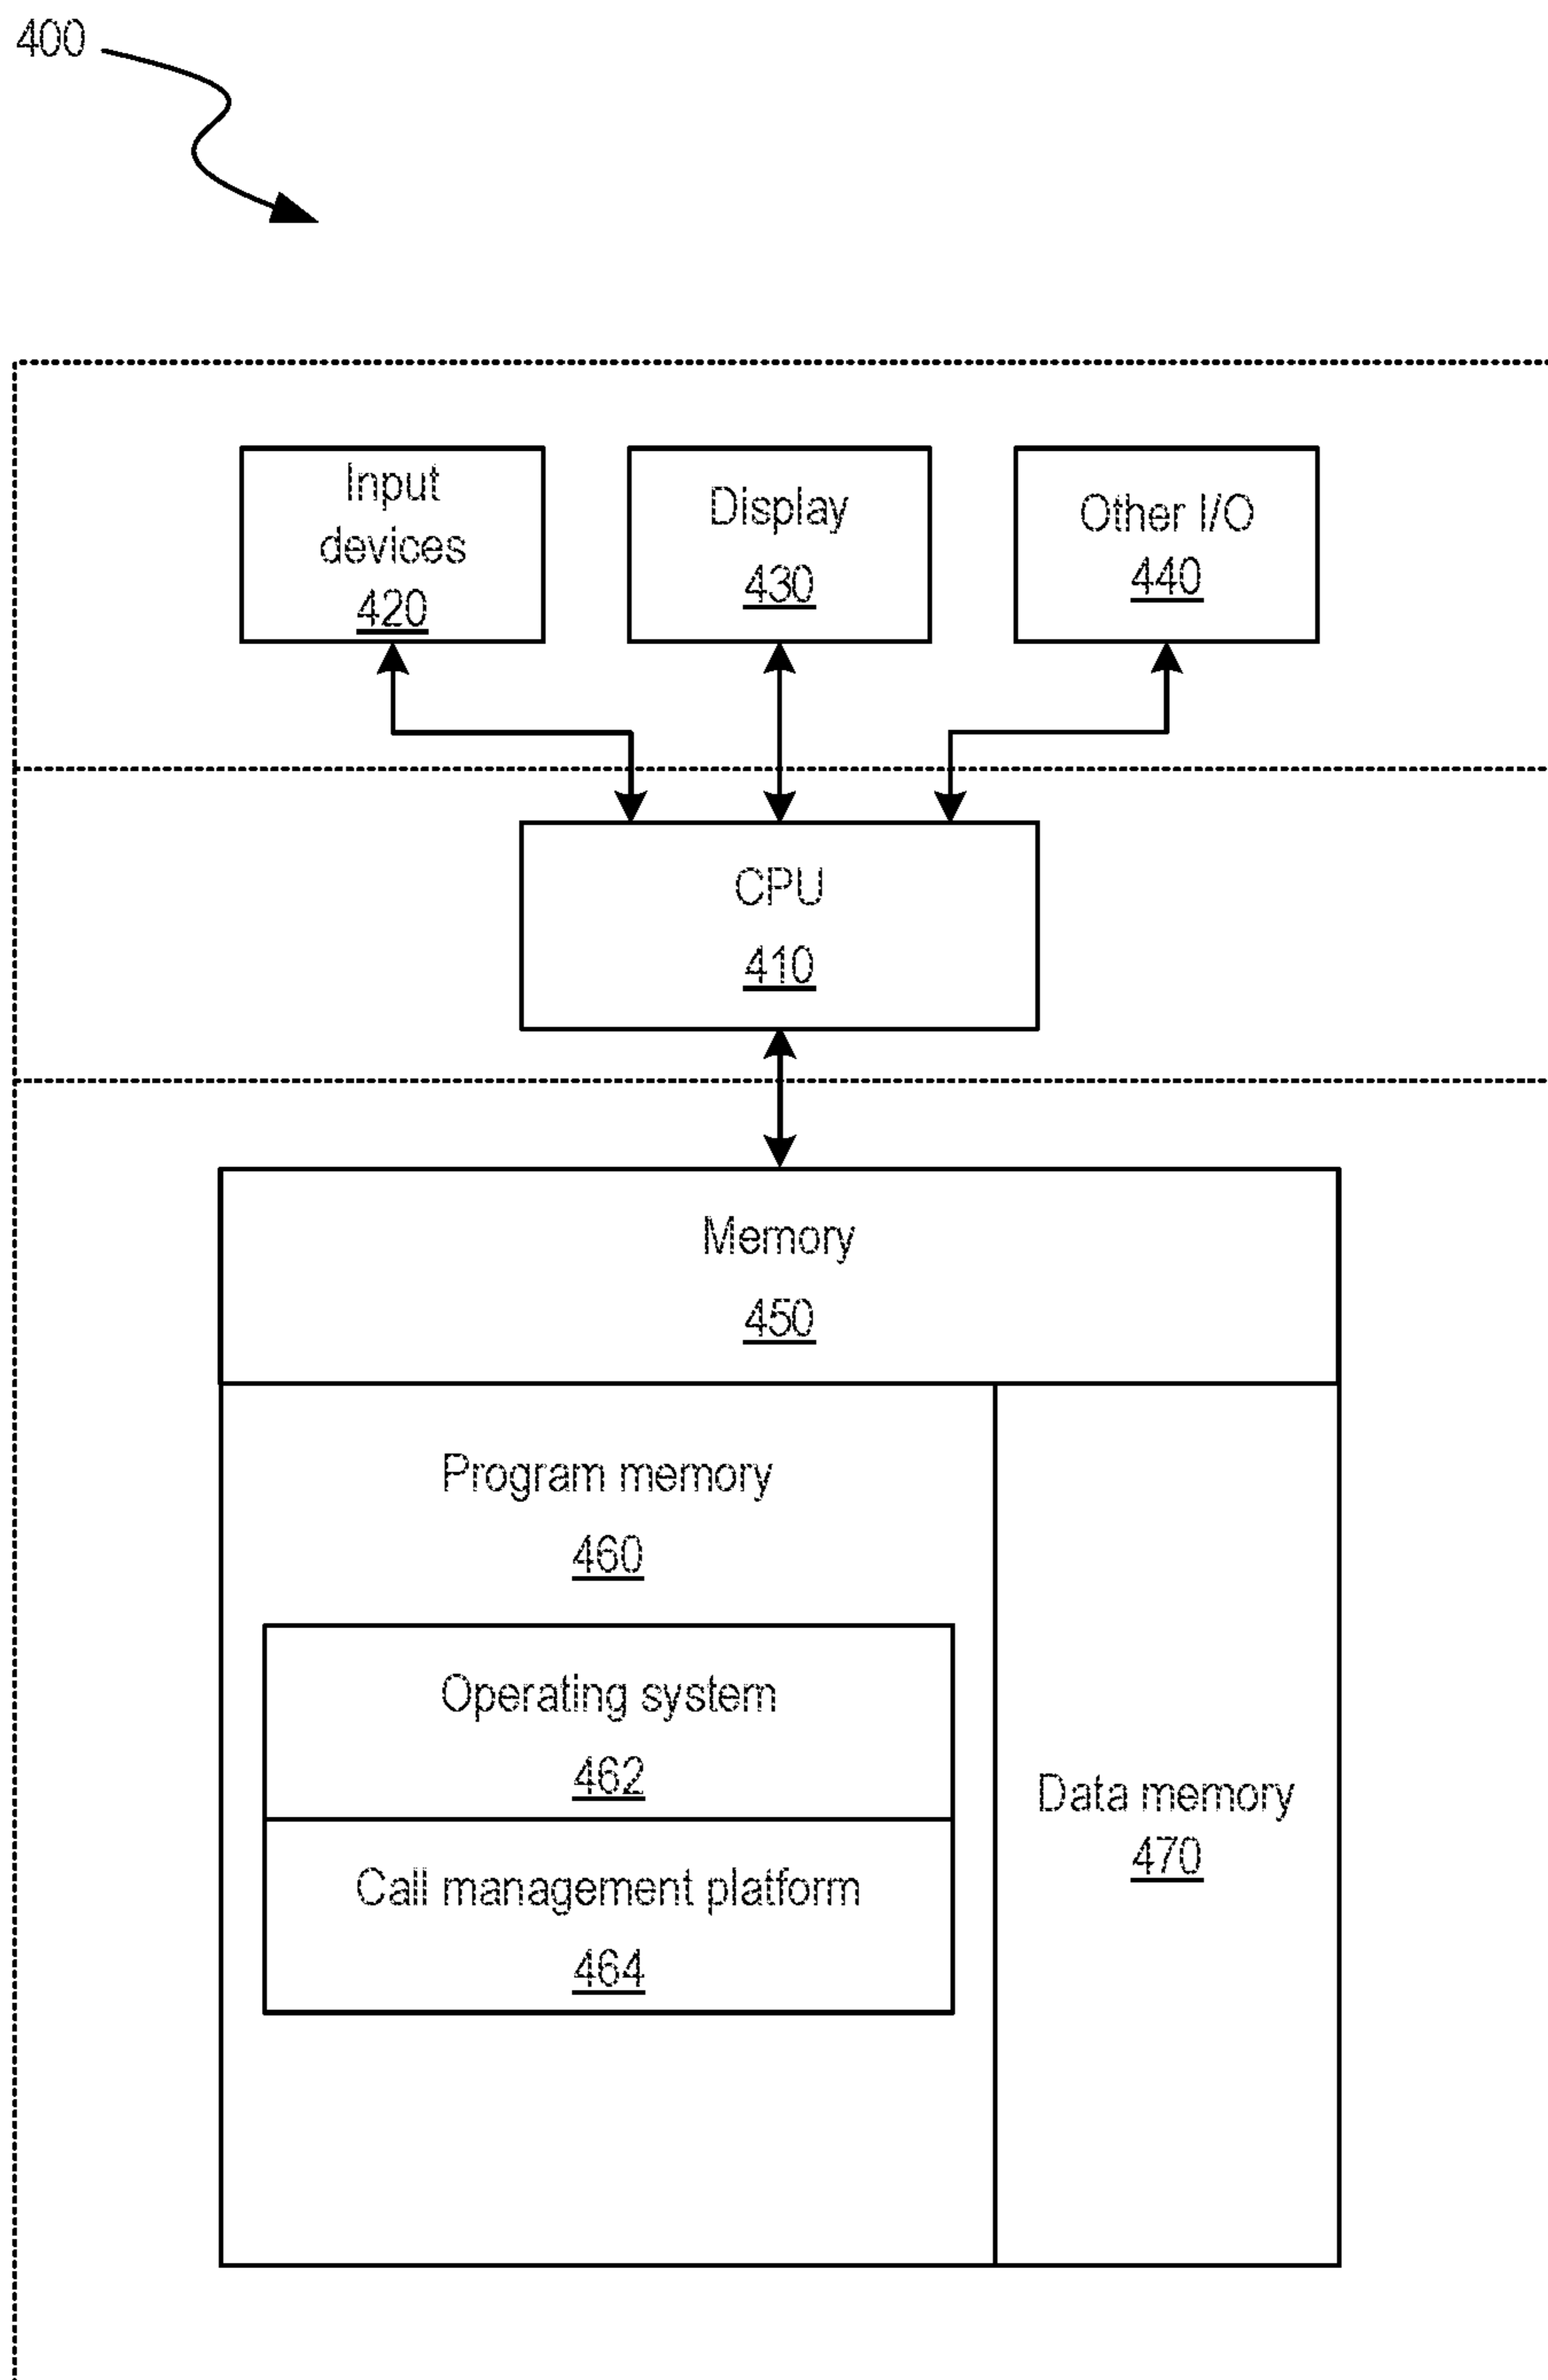 400
Input
devices
420
Display
430
Other I/O
440
CPU
410
Memory
450
Program memory
460
Operating system
462
Call management platform
464
Data memory
470